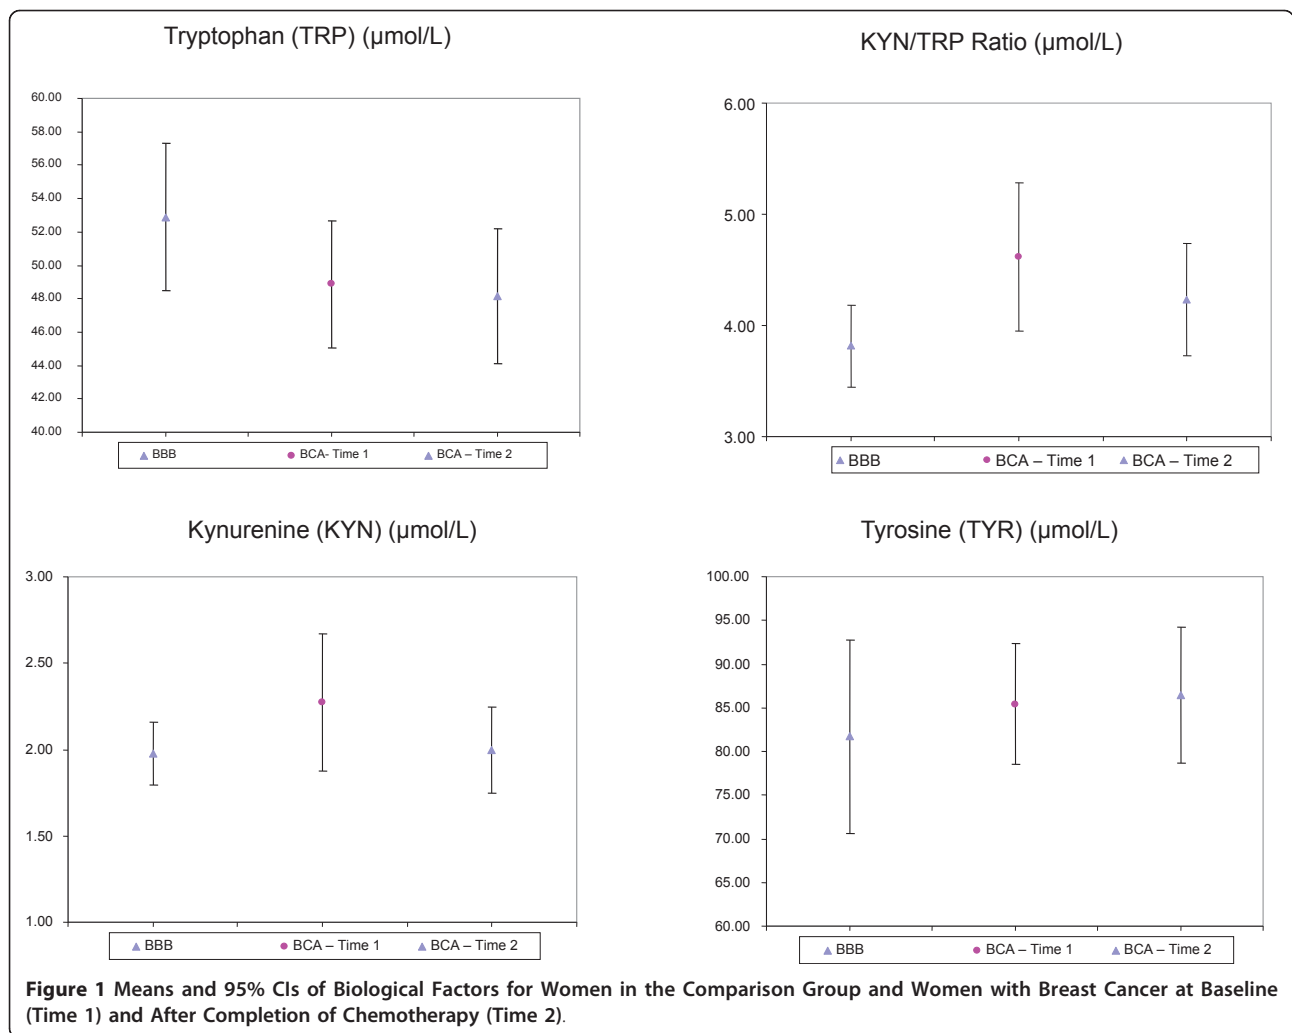 Tryptophan (TRP) (µmol/L)
60.00
58.00
56.00
54.00
52.00
50.00
48.00
46.00
44.00
42.00
40.00
BBB BCA- Time 1 BCA – Time 2
KYN/TRP Ratio (µmol/L)
6.00
5.00
4.00
3.00
BBB BCA – Time 1 BCA – Time 2
Kynurenine (KYN) (µmol/L)
3.00
2.50
2.00
1.50
1.00
BBB BCA – Time 1 BCA – Time 2
Tyrosine (TYR) (µmol/L)
100.00
95.00
90.00
85.00
80.00
75.00
70.00
65.00
60.00
BBB BCA – Time 1 BCA – Time 2
Figure 1 Means and 95% CIs of Biological Factors for Women in the Comparison Group and Women with Breast Cancer at Baseline
(Time 1) and After Completion of Chemotherapy (Time 2).